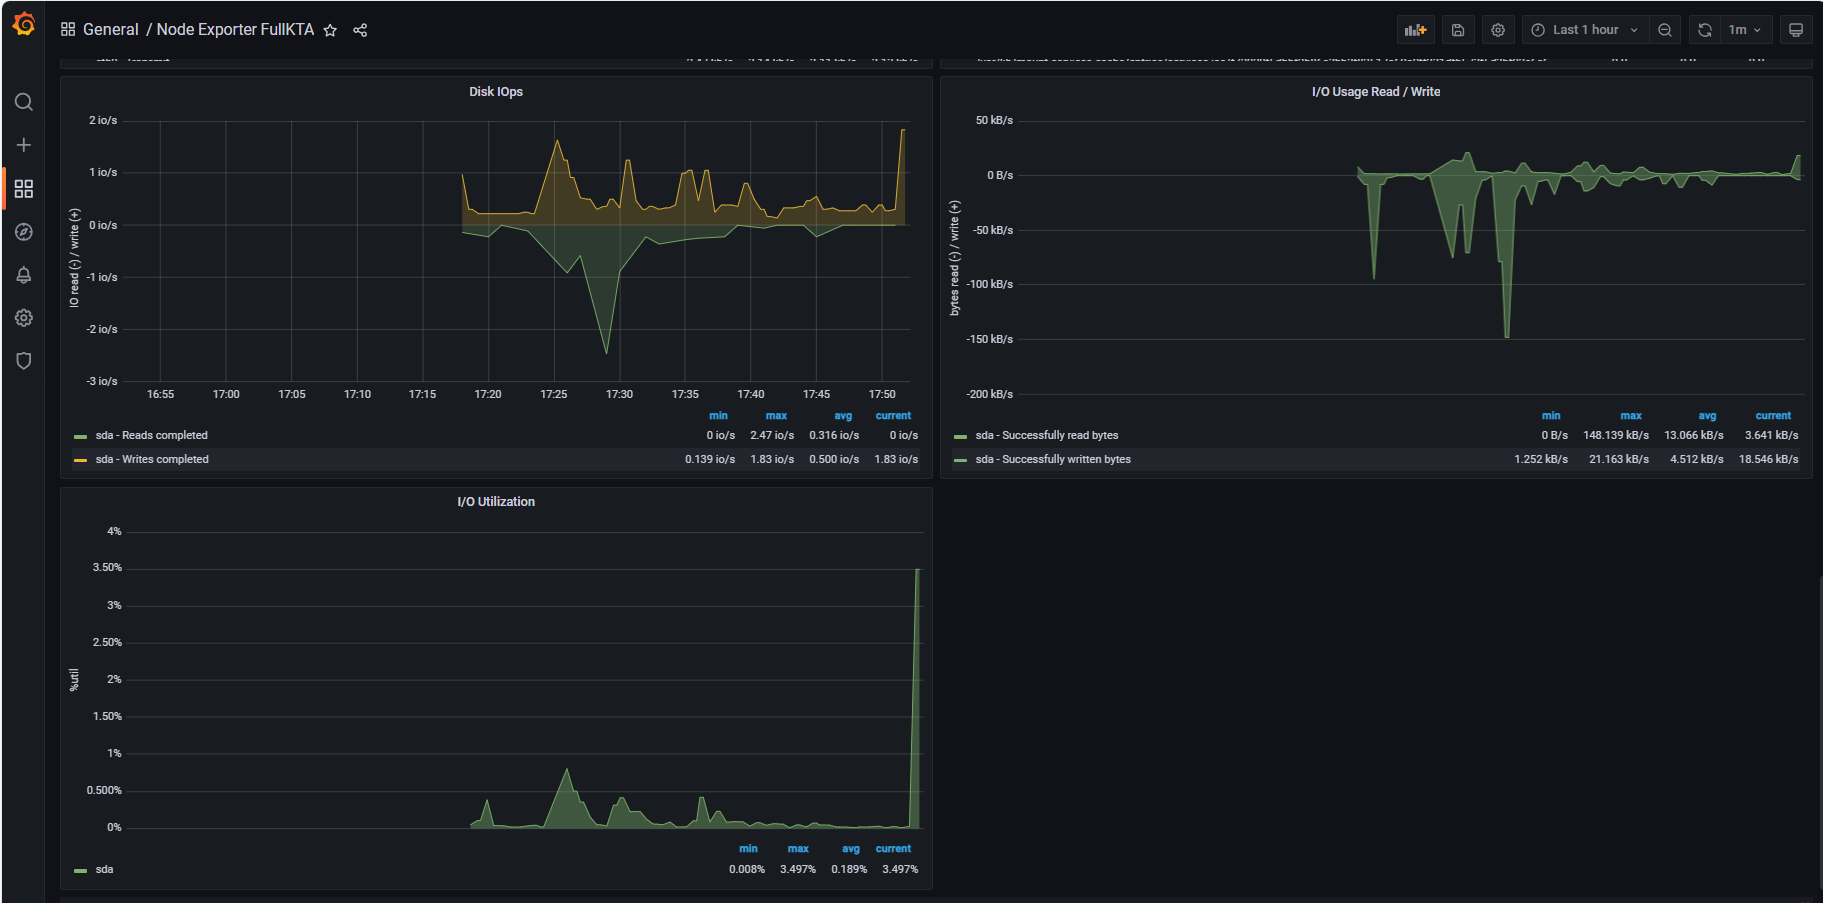 General / Node Exporter FullKTA
Last 1 hour
1m
Disk IOps
2 io/s
1 io/s
0 io/s
-1 io/s
-2 io/s
-3 io/s
IO read (-) / write (+)
16:55 17:00 17:05 17:10 17:15 17:20 17:25 17:30 17:35 17:40 17:45 17:50
min max avg current
sda - Reads completed 0 io/s 2.47 io/s 0.316 io/s 0 io/s
sda - Writes completed 0.139 io/s 1.83 io/s 0.500 io/s 1.83 io/s
I/O Usage Read / Write
50 kB/s
0 B/s
-50 kB/s
-100 kB/s
-150 kB/s
-200 kB/s
bytes read (-) / write (+)
min max avg current
sda - Successfully read bytes 0 B/s 148.139 kB/s 13.066 kB/s 3.641 kB/s
sda - Successfully written bytes 1.252 kB/s 21.163 kB/s 4.512 kB/s 18.546 kB/s
I/O Utilization
4%
3.50%
3%
2.50%
2%
1.50%
1%
0.500%
0%
%util
min max avg current
sda 0.008% 3.497% 0.189% 3.497%